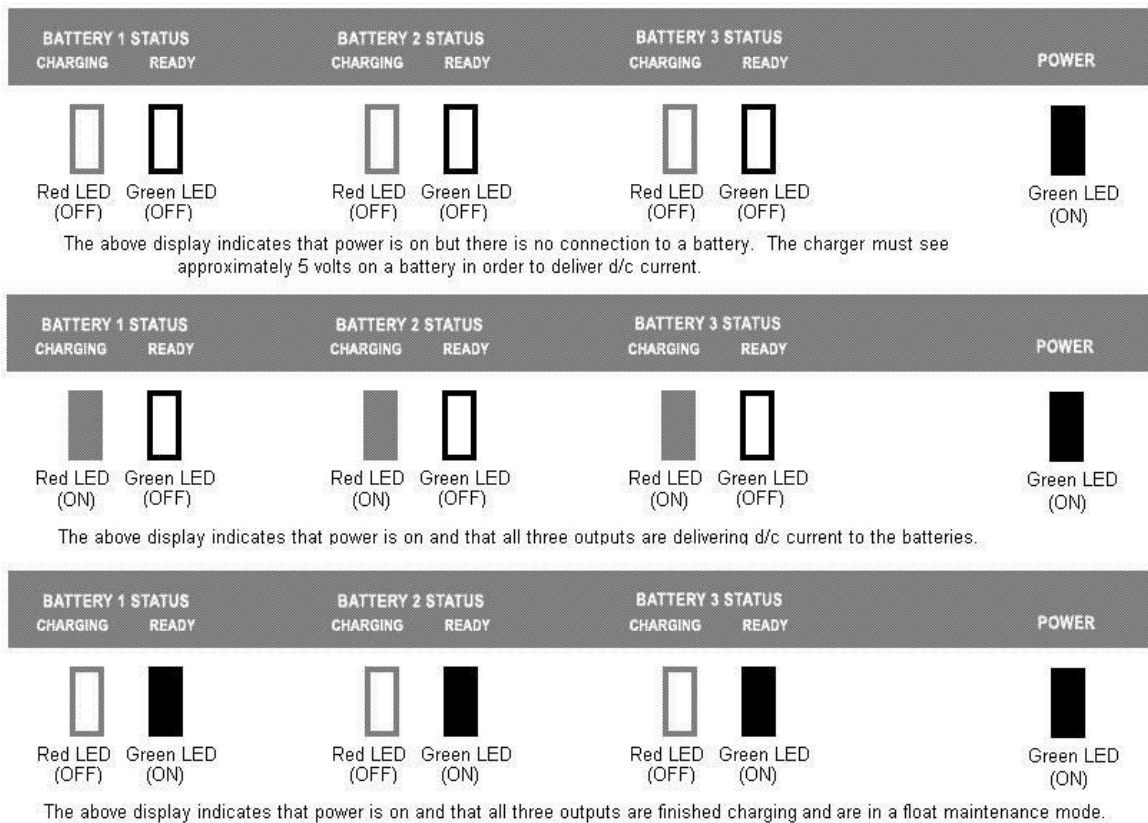 BATTERY 1 STATUS BATTERY 2 STATUS BATTERY 3 STATUS
CHARGING READY CHARGING READY CHARGING READY POWER
Red LED Green LED Red LED Green LED Red LED Green LED Green LED
(OFF) (OFF) (OFF) (OFF) (OFF) (OFF) (ON)
The above display indicates that power is on but there is no connection to a battery. The charger must see
approximately 5 volts on a battery in order to deliver d/c current.
BATTERY 1 STATUS BATTERY 2 STATUS BATTERY 3 STATUS
CHARGING READY CHARGING READY CHARGING READY POWER
Red LED Green LED Red LED Green LED Red LED Green LED Green LED
(ON) (OFF) (ON) (OFF) (ON) (OFF) (ON)
The above display indicates that power is on and that all three outputs are delivering d/c current to the batteries.
BATTERY 1 STATUS BATTERY 2 STATUS BATTERY 3 STATUS
CHARGING READY CHARGING READY CHARGING READY POWER
Red LED Green LED Red LED Green LED Red LED Green LED Green LED
(OFF) (ON) (OFF) (ON) (OFF) (ON) (ON)
The above display indicates that power is on and that all three outputs are finished charging and are in a float maintenance mode.